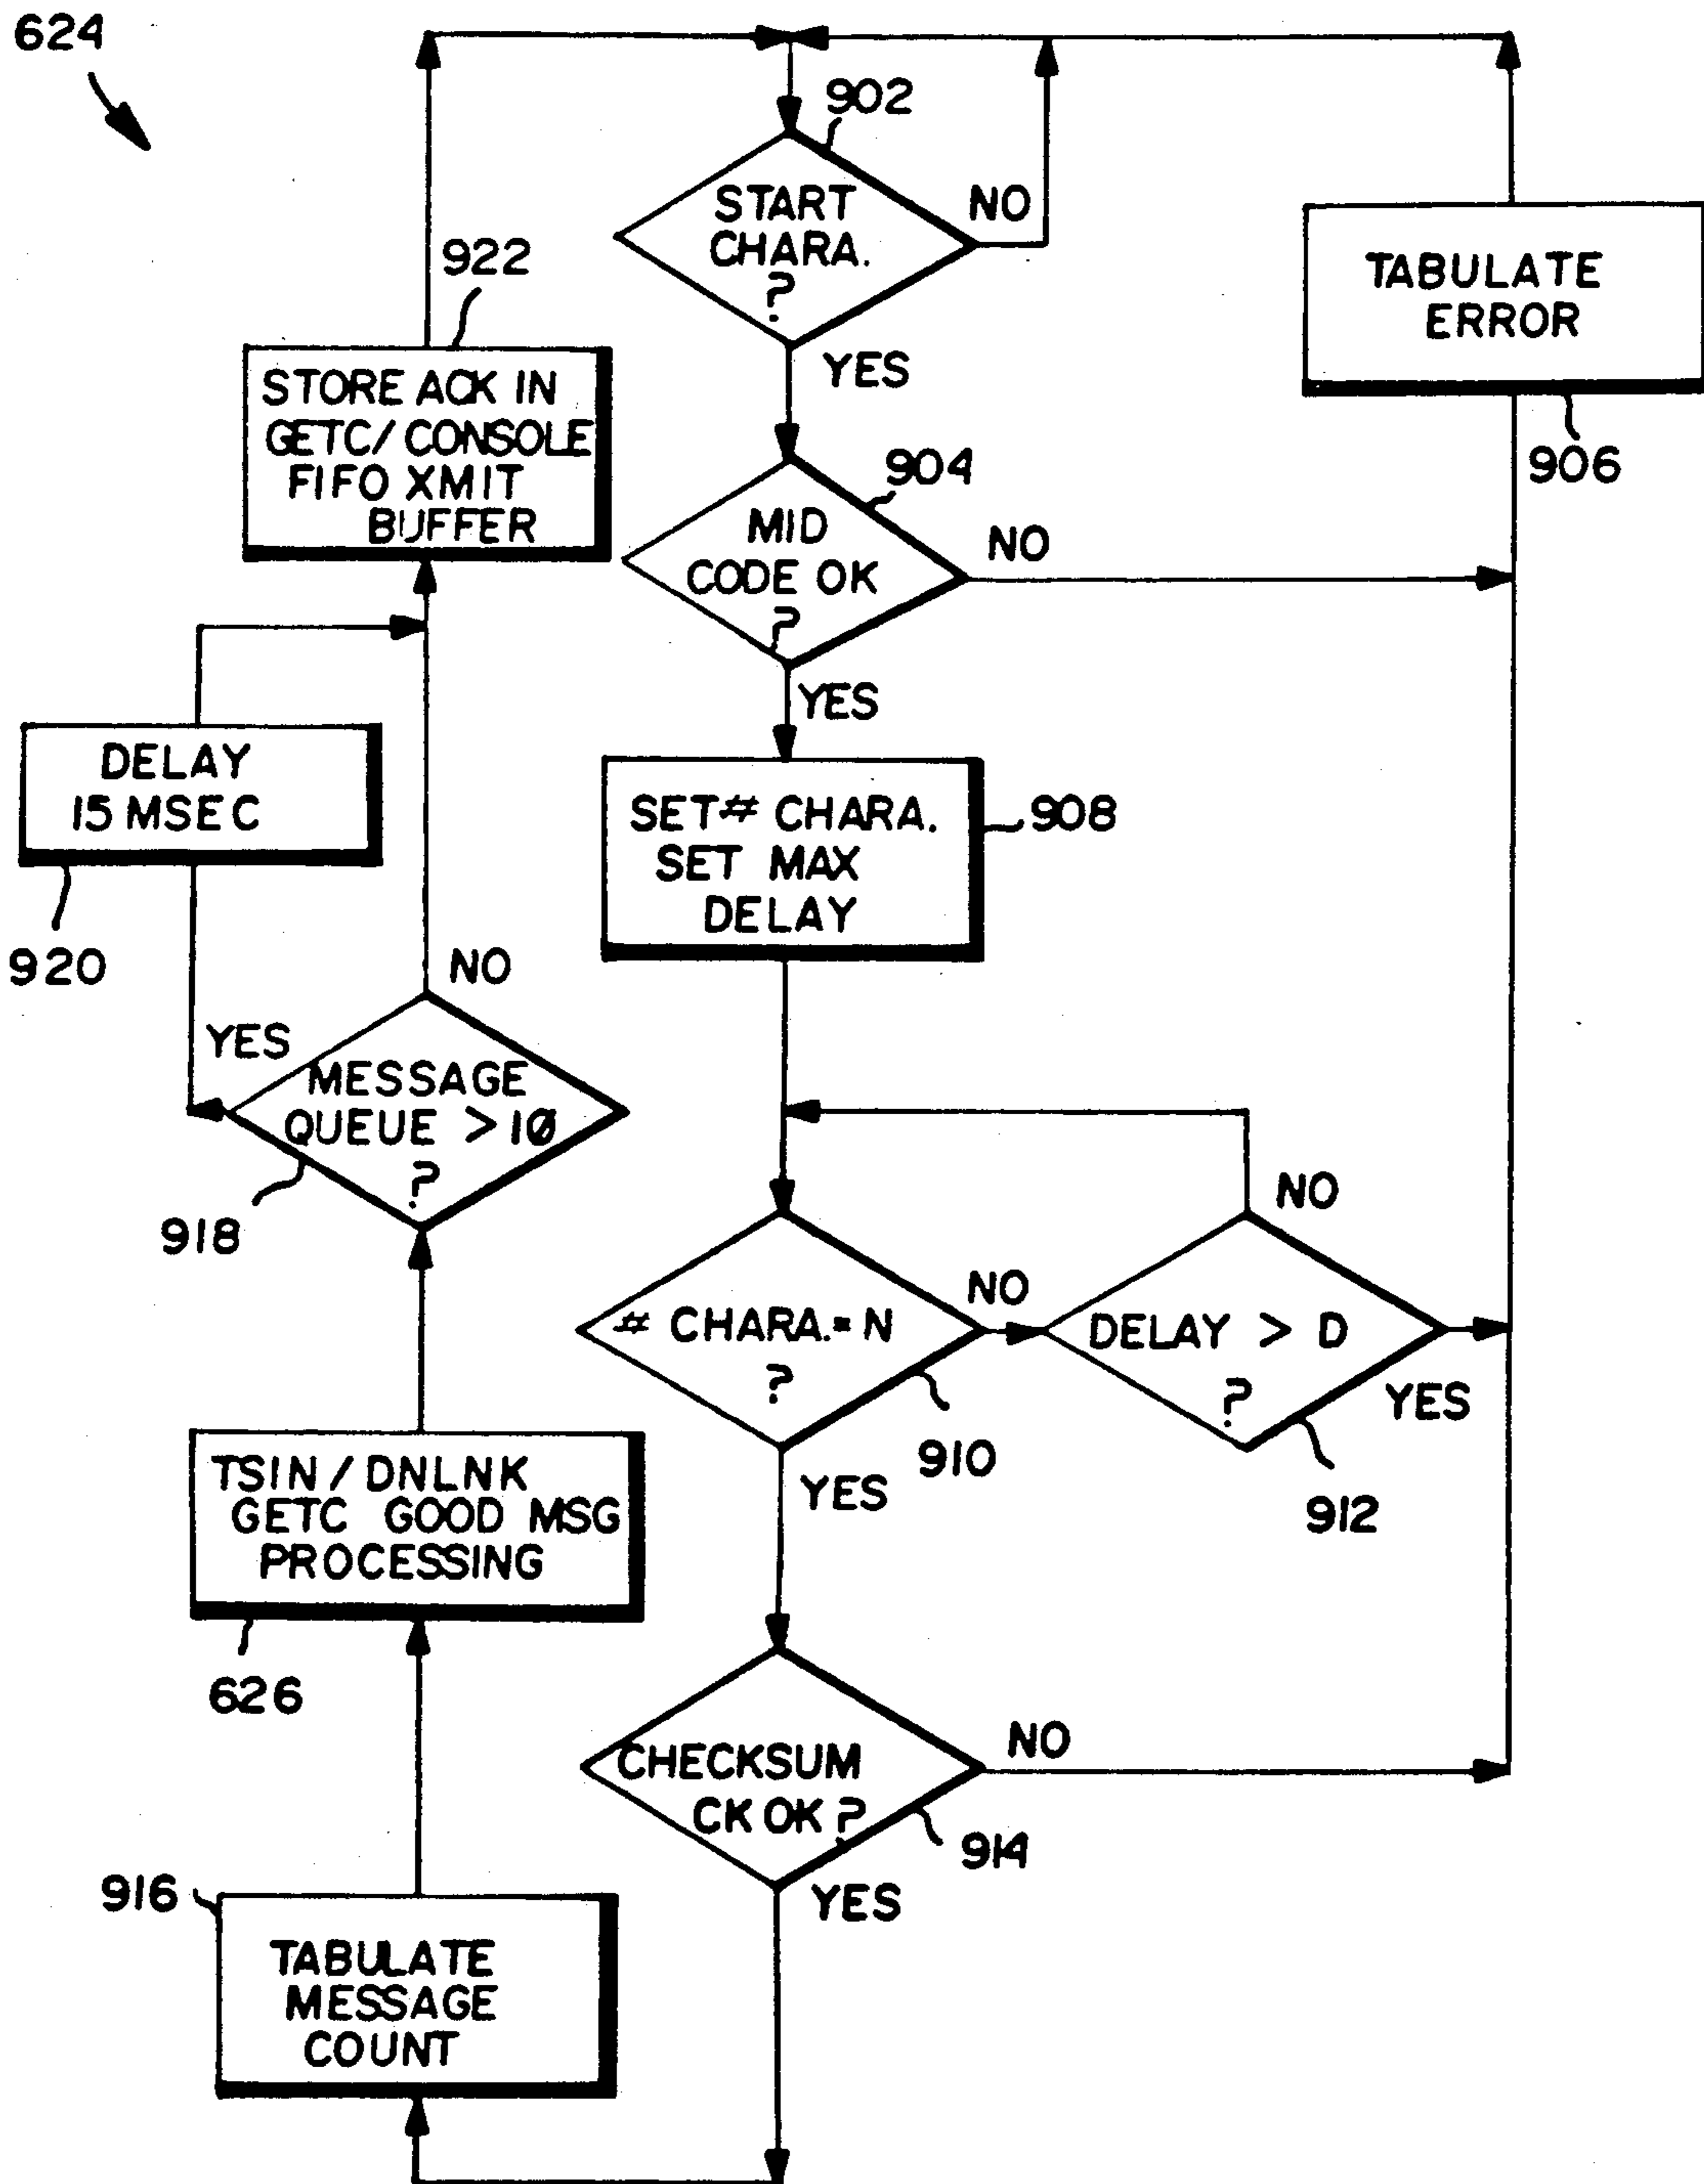 624
902
START
CHARA.
?
NO
YES
TABULATE
ERROR
906
922
STORE ACK IN
GETC/CONSOLE
FIFO XMIT
BUFFER
904
MID
CODE OK
?
NO
YES
DELAY
15 MSEC
920
SET # CHARA.
SET MAX
DELAY
908
NO
YES
MESSAGE
QUEUE > 10
?
918
# CHARA. = N
?
NO
910
YES
NO
DELAY > D
?
YES
912
TSIN / DNLNK
GETC GOOD MSG
PROCESSING
626
CHECKSUM
CK OK ?
NO
914
YES
916
TABULATE
MESSAGE
COUNT